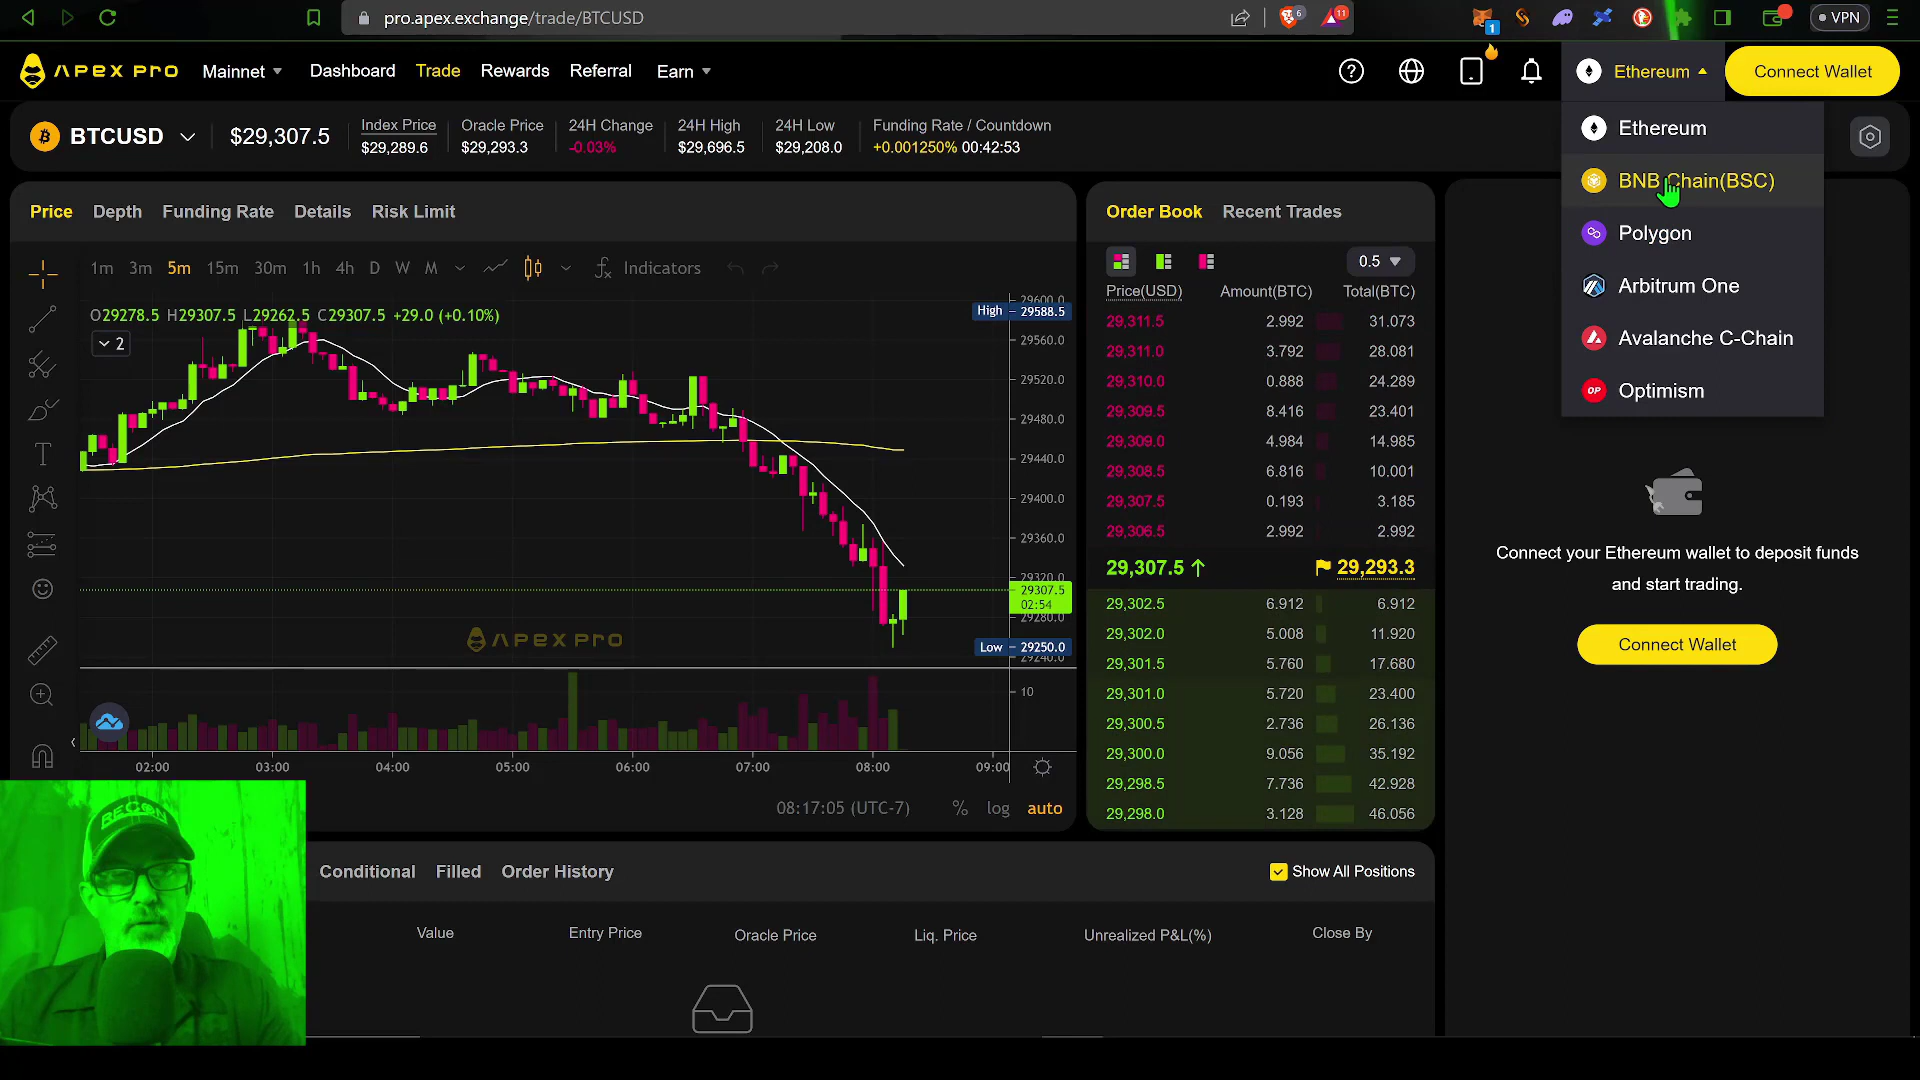 pro.apex.exchange/trade/BTCUSD
6
11
1
VPN
APEX PRO
Mainnet
Dashboard
Trade
Rewards
Referral
Earn
Ethereum
Connect Wallet
BTCUSD
$29,307.5
Index Price
$29,289.6
Oracle Price
$29,293.3
24H Change
-0.03%
24H High
$29,696.5
24H Low
$29,208.0
Funding Rate / Countdown
+0.001250% 00:42:53
Ethereum
BNB Chain(BSC)
Polygon
Arbitrum One
Avalanche C-Chain
OP
Optimism
Price
Depth
Funding Rate
Details
Risk Limit
1m 3m 5m 15m 30m 1h 4h D W M
Indicators
O29278.5 H29307.5 L29262.5 C29307.5 +29.0 (+0.10%)
2
29600.0
High
29588.5
29560.0
29520.0
29480.0
29440.0
29400.0
29360.0
29320.0
29307.5
02:54
29280.0
Low
29250.0
29240.0
APEX PRO
10
02:00
03:00
04:00
05:00
06:00
07:00
08:00
09:00
08:17:05 (UTC-7)
%
log
auto
Order Book
Recent Trades
0.5
Price(USD) Amount(BTC) Total(BTC)
29,311.5 2.992 31.073
29,311.0 3.792 28.081
29,310.0 0.888 24.289
29,309.5 8.416 23.401
29,309.0 4.984 14.985
29,308.5 6.816 10.001
29,307.5 0.193 3.185
29,306.5 2.992 2.992
29,307.5 29,293.3
29,302.5 6.912 6.912
29,302.0 5.008 11.920
29,301.5 5.760 17.680
29,301.0 5.720 23.400
29,300.5 2.736 26.136
29,300.0 9.056 35.192
29,298.5 7.736 42.928
29,298.0 3.128 46.056
Connect your Ethereum wallet to deposit funds
and start trading.
Connect Wallet
RECON
Conditional
Filled
Order History
Show All Positions
Value
Entry Price
Oracle Price
Liq. Price
Unrealized P&L(%)
Close By